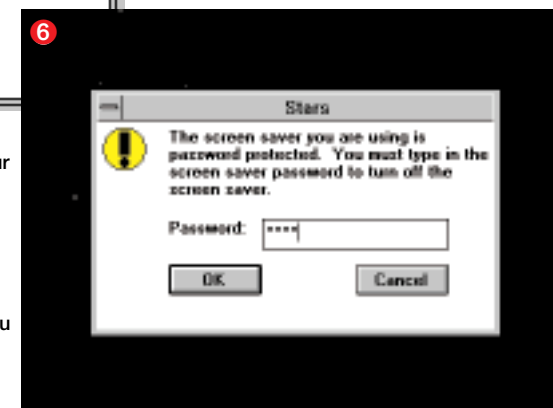 6
Stars
The screen saver you are using is
password protected. You must type in the
screen saver password to turn off the
screen saver.
ur
Password: ****
OK Cancel
u